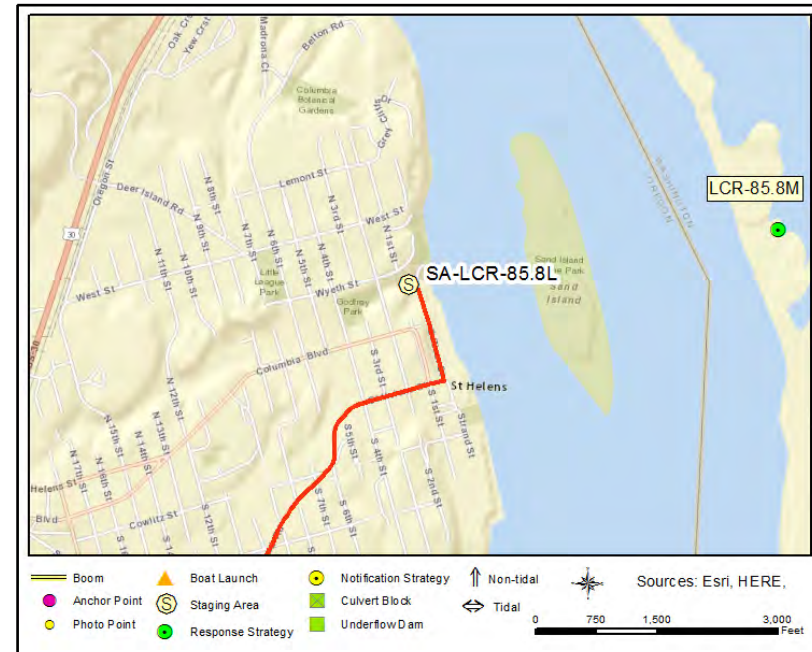 Oak Cr
Yew Crst
Madrona Ct
Belton Rd
Columbia
Botanical
Gardens
Grey Cliffs
Dr
Oregon St
Deer Island Rd
Lemont St
N 8th St
N 9th St
N 3rd St
West St
N 1st St
LCR-85.8M
WASHINGTON
OREGON
30
N 7th St
N 6th St
N 5th St
N 4th St
N 10th St
N 11th St
West St
Little
League
Park
Wyeth St
Godfrey
Park
SA-LCR-85.8L
S
Sand Island
Park
Sand
Island
Columbia Blvd
S 3rd St
St Helens
S 1st St
Strand St
N 12th St
N 13th St
N 14th St
N 15th St
N 16th St
N 17th St
S 5th St
S 4th St
S 2nd St
Helens St
Blvd
Cowlitz St
S 12th St
S 7th St
S 6th St
Boom
Boat Launch
Notification Strategy
Non-tidal
Sources: Esri, HERE,
Anchor Point
S
Staging Area
Culvert Block
Tidal
Photo Point
Response Strategy
Underflow Dam
0 750 1,500 3,000
Feet